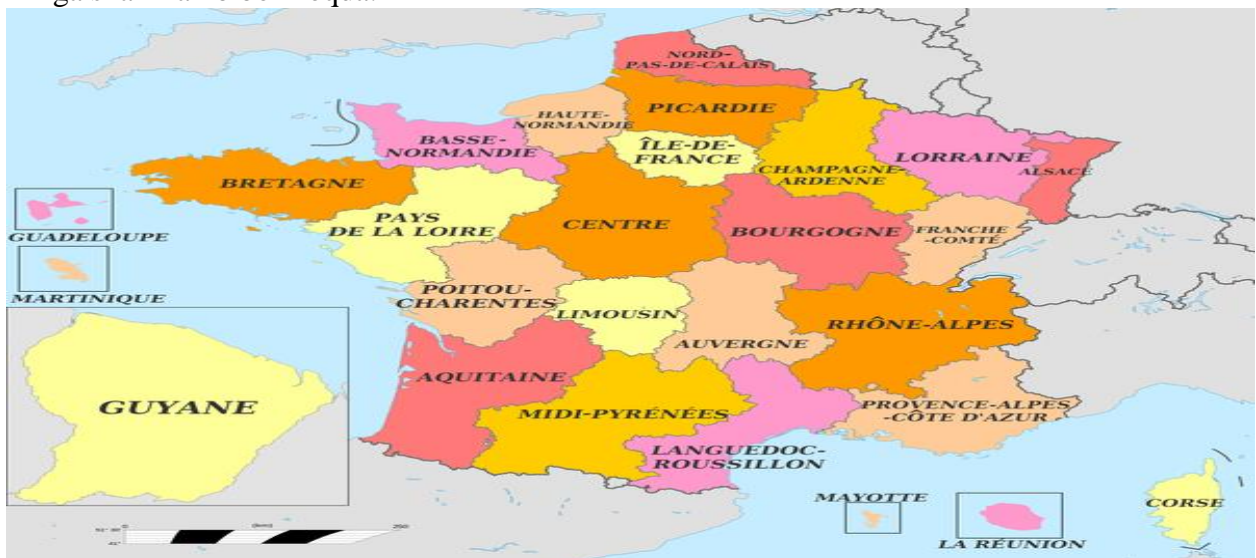 NORD-
PAS-DE-CALAIS
PICARDIE
HAUTE-
NORMANDIE
BASSE-
NORMANDIE
ÎLE-DE-
FRANCE
CHAMPAGNE-
ARDENNE
LORRAINE
ALSACE
BRETAGNE
PAYS
DE LA LOIRE
CENTRE
BOURGOGNE
FRANCHE
-COMTÉ
GUADELOUPE
MARTINIQUE
POITOU-
CHARENTES
LIMOUSIN
AUVERGNE
RHÔNE-ALPES
AQUITAINE
MIDI-PYRÉNÉES
LANGUEDOC-
ROUSSILLON
PROVENCE-ALPES
-CÔTE D'AZUR
GUYANE
MAYOTTE
LA RÉUNION
CORSE
0
(km)